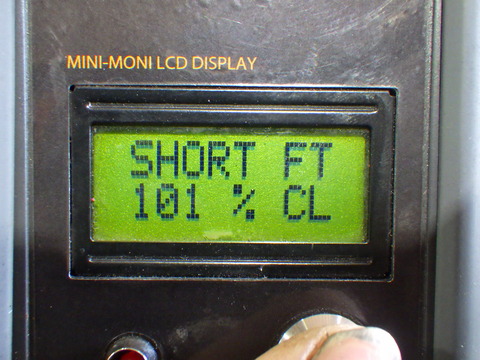 MINI-MONI LCD DISPLAY
SHORT FT
101 % CL